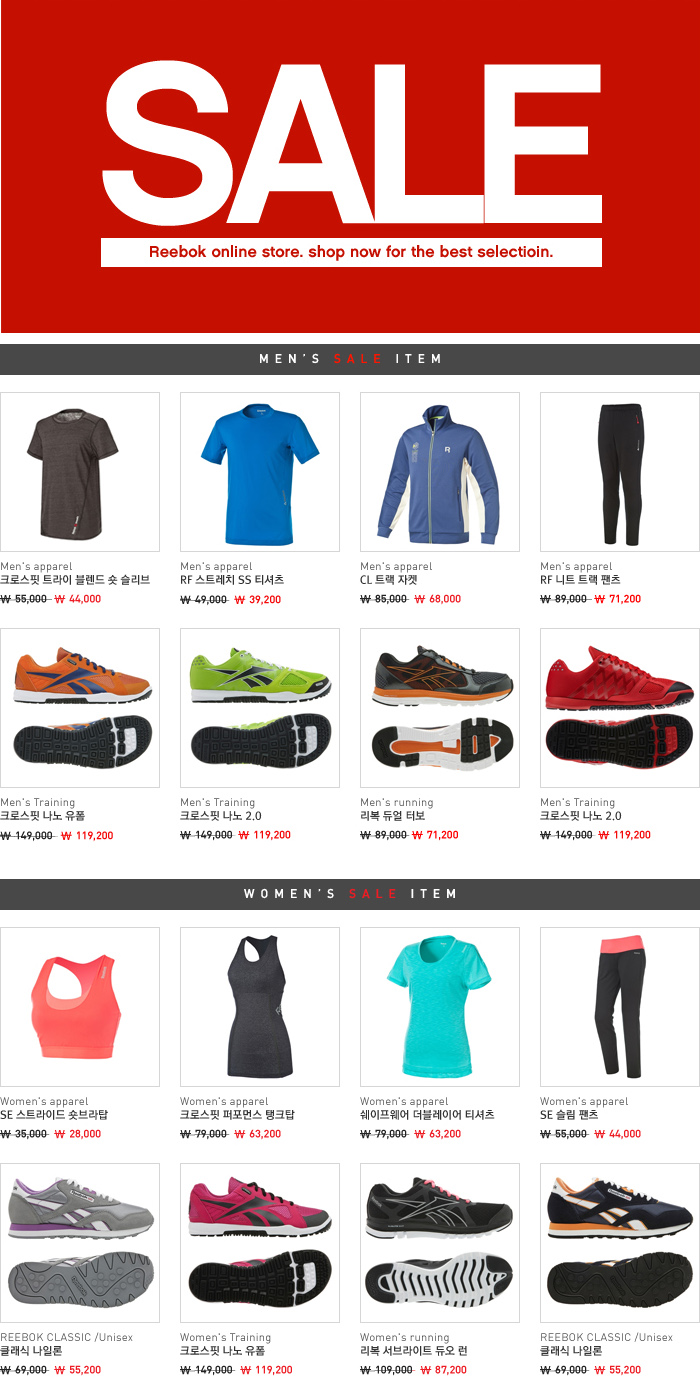 SALE
Reebok online store. shop now for the best selectioin.
MEN'S SALE ITEM
R
Men's apparel
크로스핏 트라이 블렌드 숏 슬리브
₩ 55,000 ₩ 44,000
Men's apparel
RF 스트레치 SS 티셔츠
₩ 49,000 ₩ 39,200
Men's apparel
CL 트랙 자켓
₩ 85,000 ₩ 68,000
Men's apparel
RF 니트 트랙 팬츠
₩ 89,000 ₩ 71,200
Men's Training
크로스핏 나노 유폼
₩ 149,000 ₩ 119,200
Men's Training
크로스핏 나노 2.0
₩ 149,000 ₩ 119,200
Men's running
리복 듀얼 터보
₩ 89,000 ₩ 71,200
Men's Training
크로스핏 나노 2.0
₩ 149,000 ₩ 119,200
WOMEN'S SALE ITEM
Women's apparel
SE 스트라이드 숏브라탑
₩ 35,000 ₩ 28,000
Women's apparel
크로스핏 퍼포먼스 탱크탑
₩ 79,000 ₩ 63,200
Women's apparel
쉐이프웨어 더블레이어 티셔츠
₩ 79,000 ₩ 63,200
Women's apparel
SE 슬림 팬츠
₩ 55,000 ₩ 44,000
REEBOK CLASSIC /Unisex
클래식 나일론
₩ 69,000 ₩ 55,200
Women's Training
크로스핏 나노 유폼
₩ 149,000 ₩ 119,200
Women's running
리복 서브라이트 듀오 런
₩ 109,000 ₩ 87,200
REEBOK CLASSIC /Unisex
클래식 나일론
₩ 69,000 ₩ 55,200